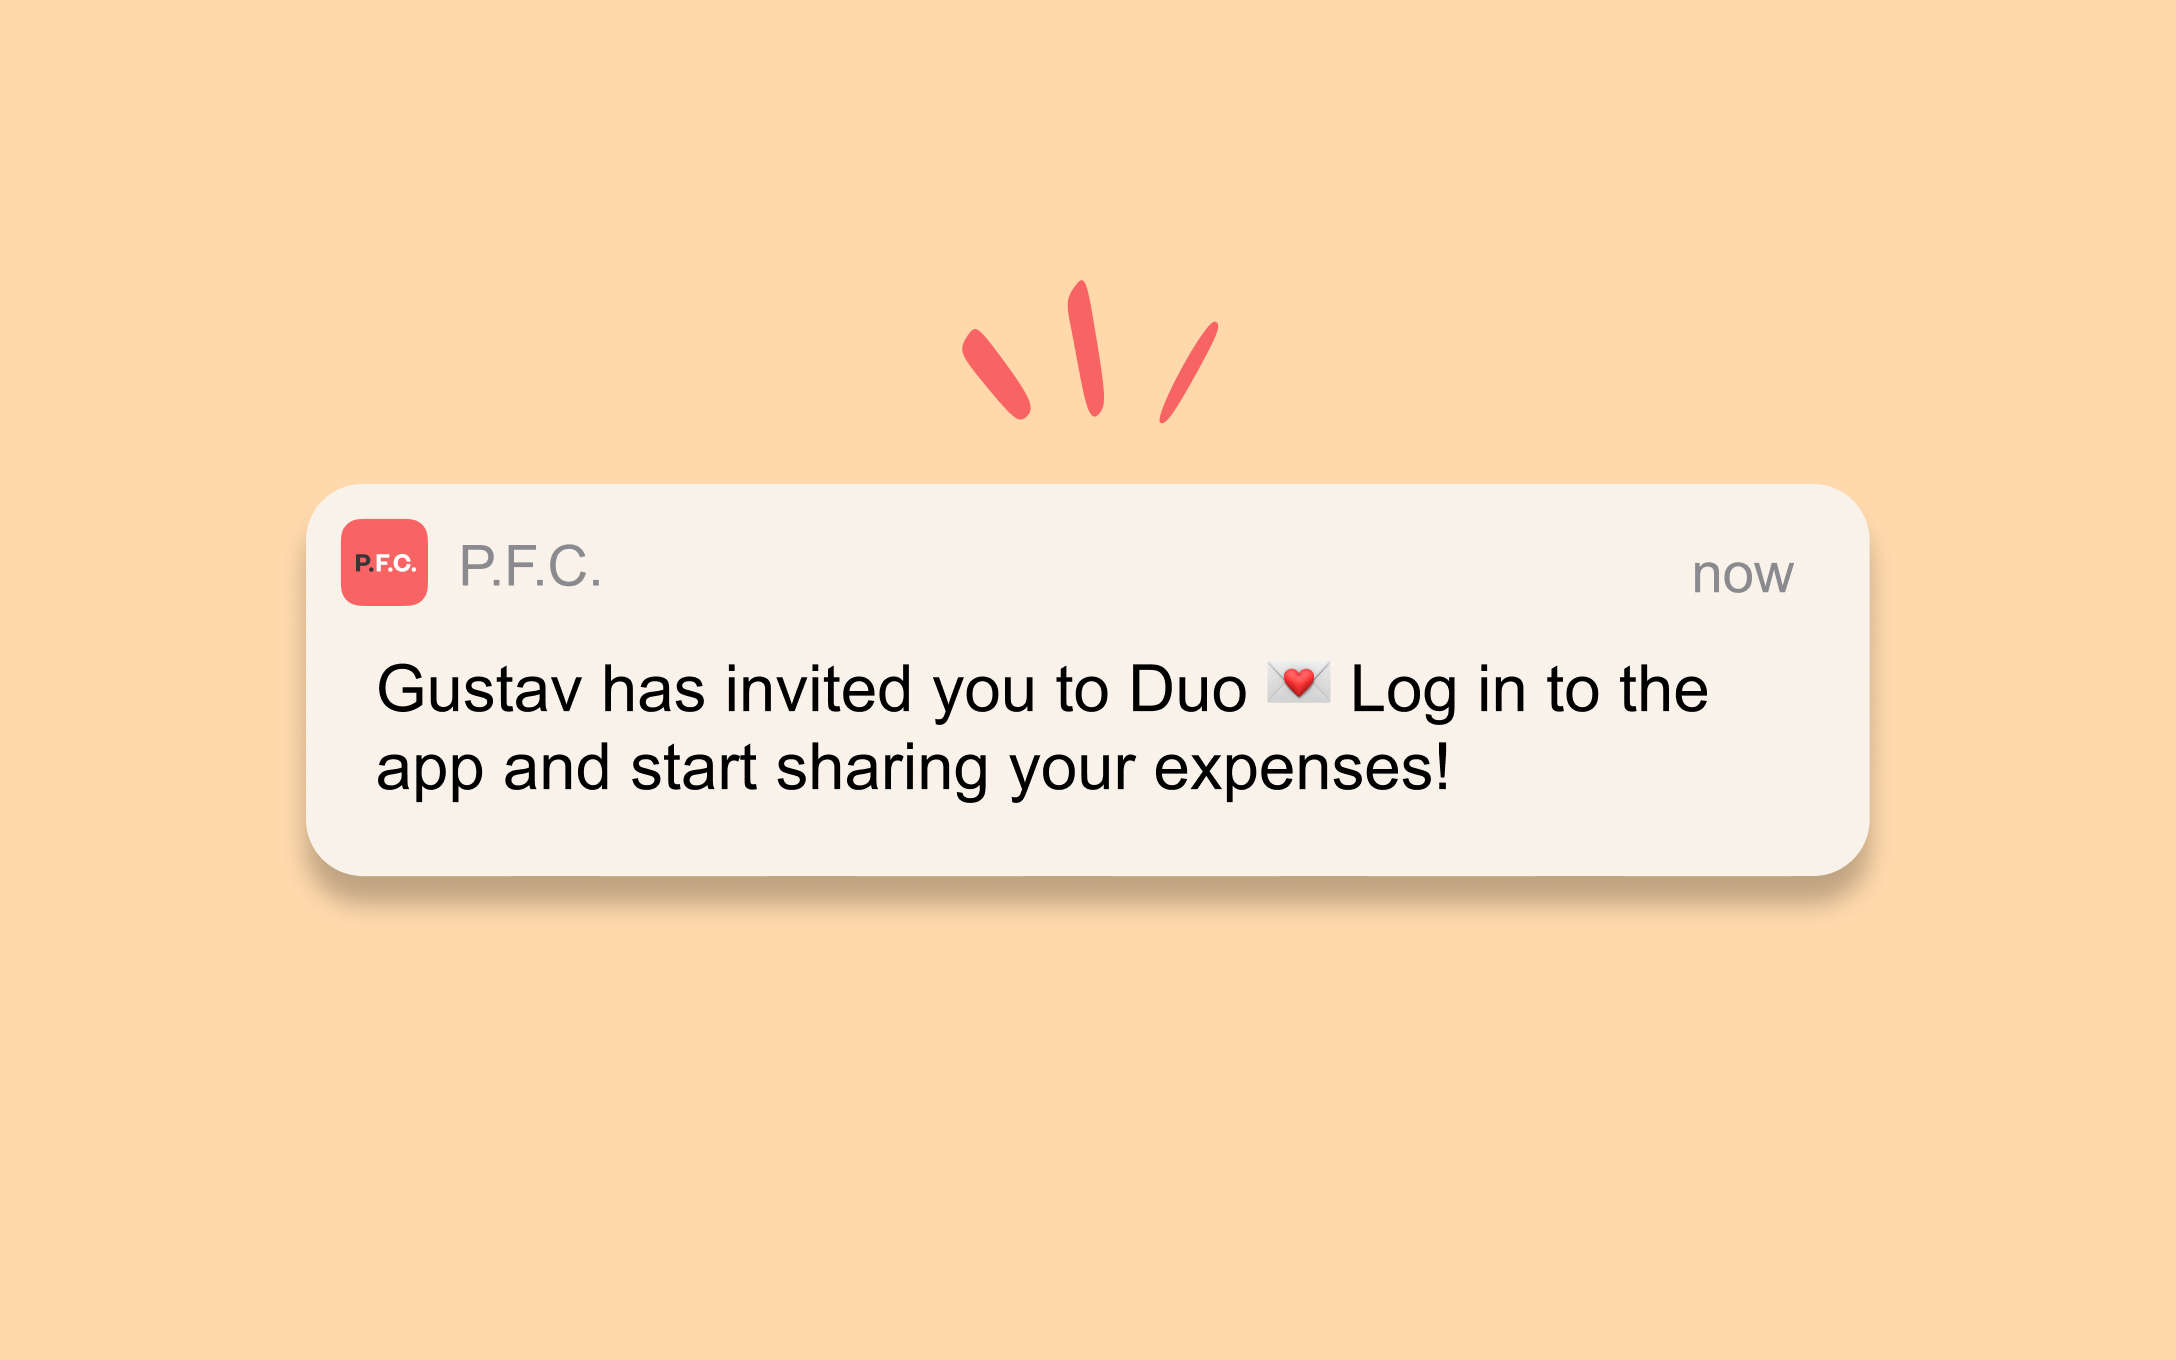 P.F.C. P.F.C. now
Gustav has invited you to Duo 💌 Log in to the
app and start sharing your expenses!